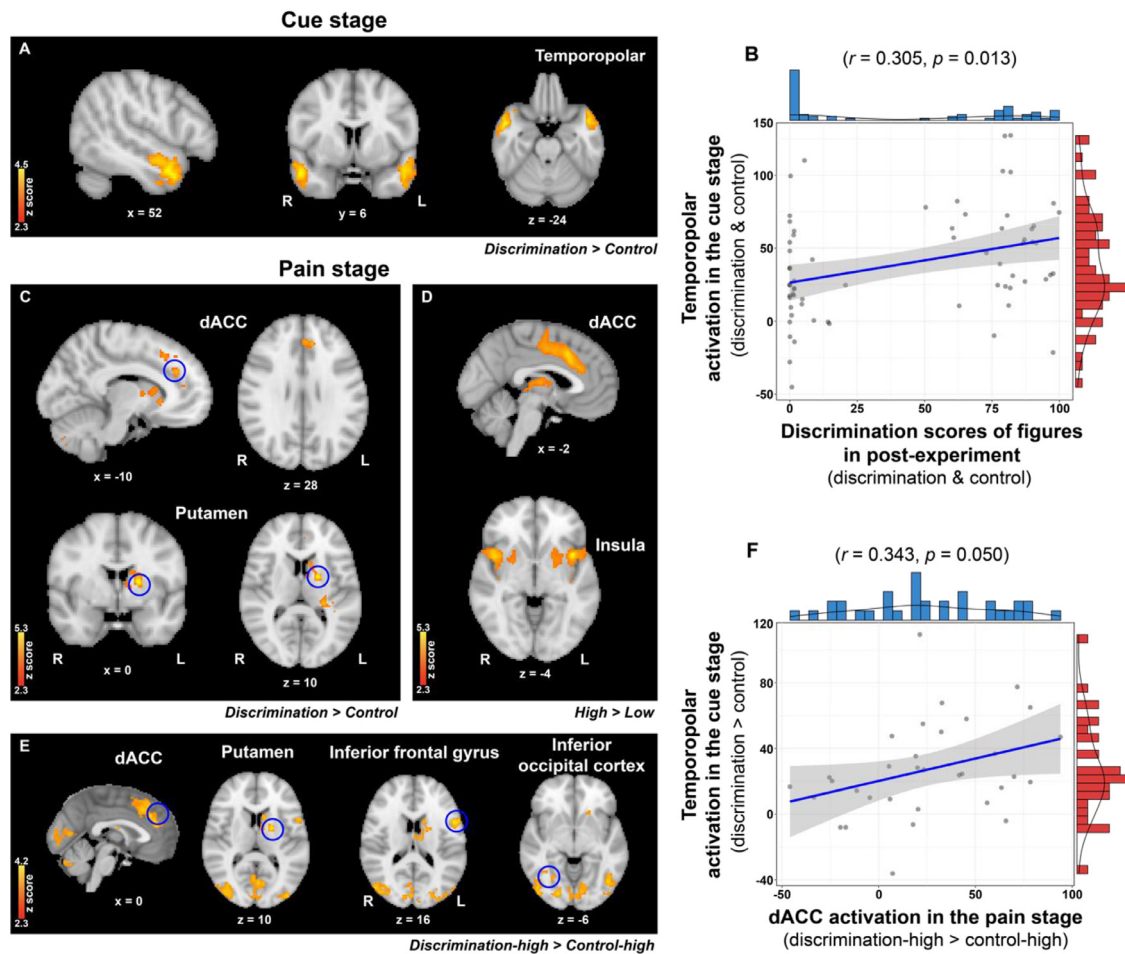 Cue stage
A
Temporopolar
4.5
z score
2.3
R
L
x = 52
y = 6
z = -24
Discrimination > Control
Pain stage
C
dACC
R
L
x = -10
z = 28
Putamen
5.3
z score
2.3
R
L
R
L
x = 0
z = 10
Discrimination > Control
D
dACC
x = -2
Insula
5.3
z score
2.3
R
L
z = -4
High > Low
E
dACC
Putamen
Inferior frontal gyrus
Inferior
occipital cortex
4.2
z score
2.3
R
L
x = 0
z = 10
z = 16
z = -6
Discrimination-high > Control-high
B
(r = 0.305, p = 0.013)
Temporopolar
activation in the cue stage
(discrimination & control)
150
100
50
0
-50
0
25
50
75
100
Discrimination scores of figures
in post-experiment
(discrimination & control)
F
(r = 0.343, p = 0.050)
Temporopolar
activation in the cue stage
(discrimination > control)
120
80
40
0
-40
-50
0
50
100
dACC activation in the pain stage
(discrimination-high > control-high)